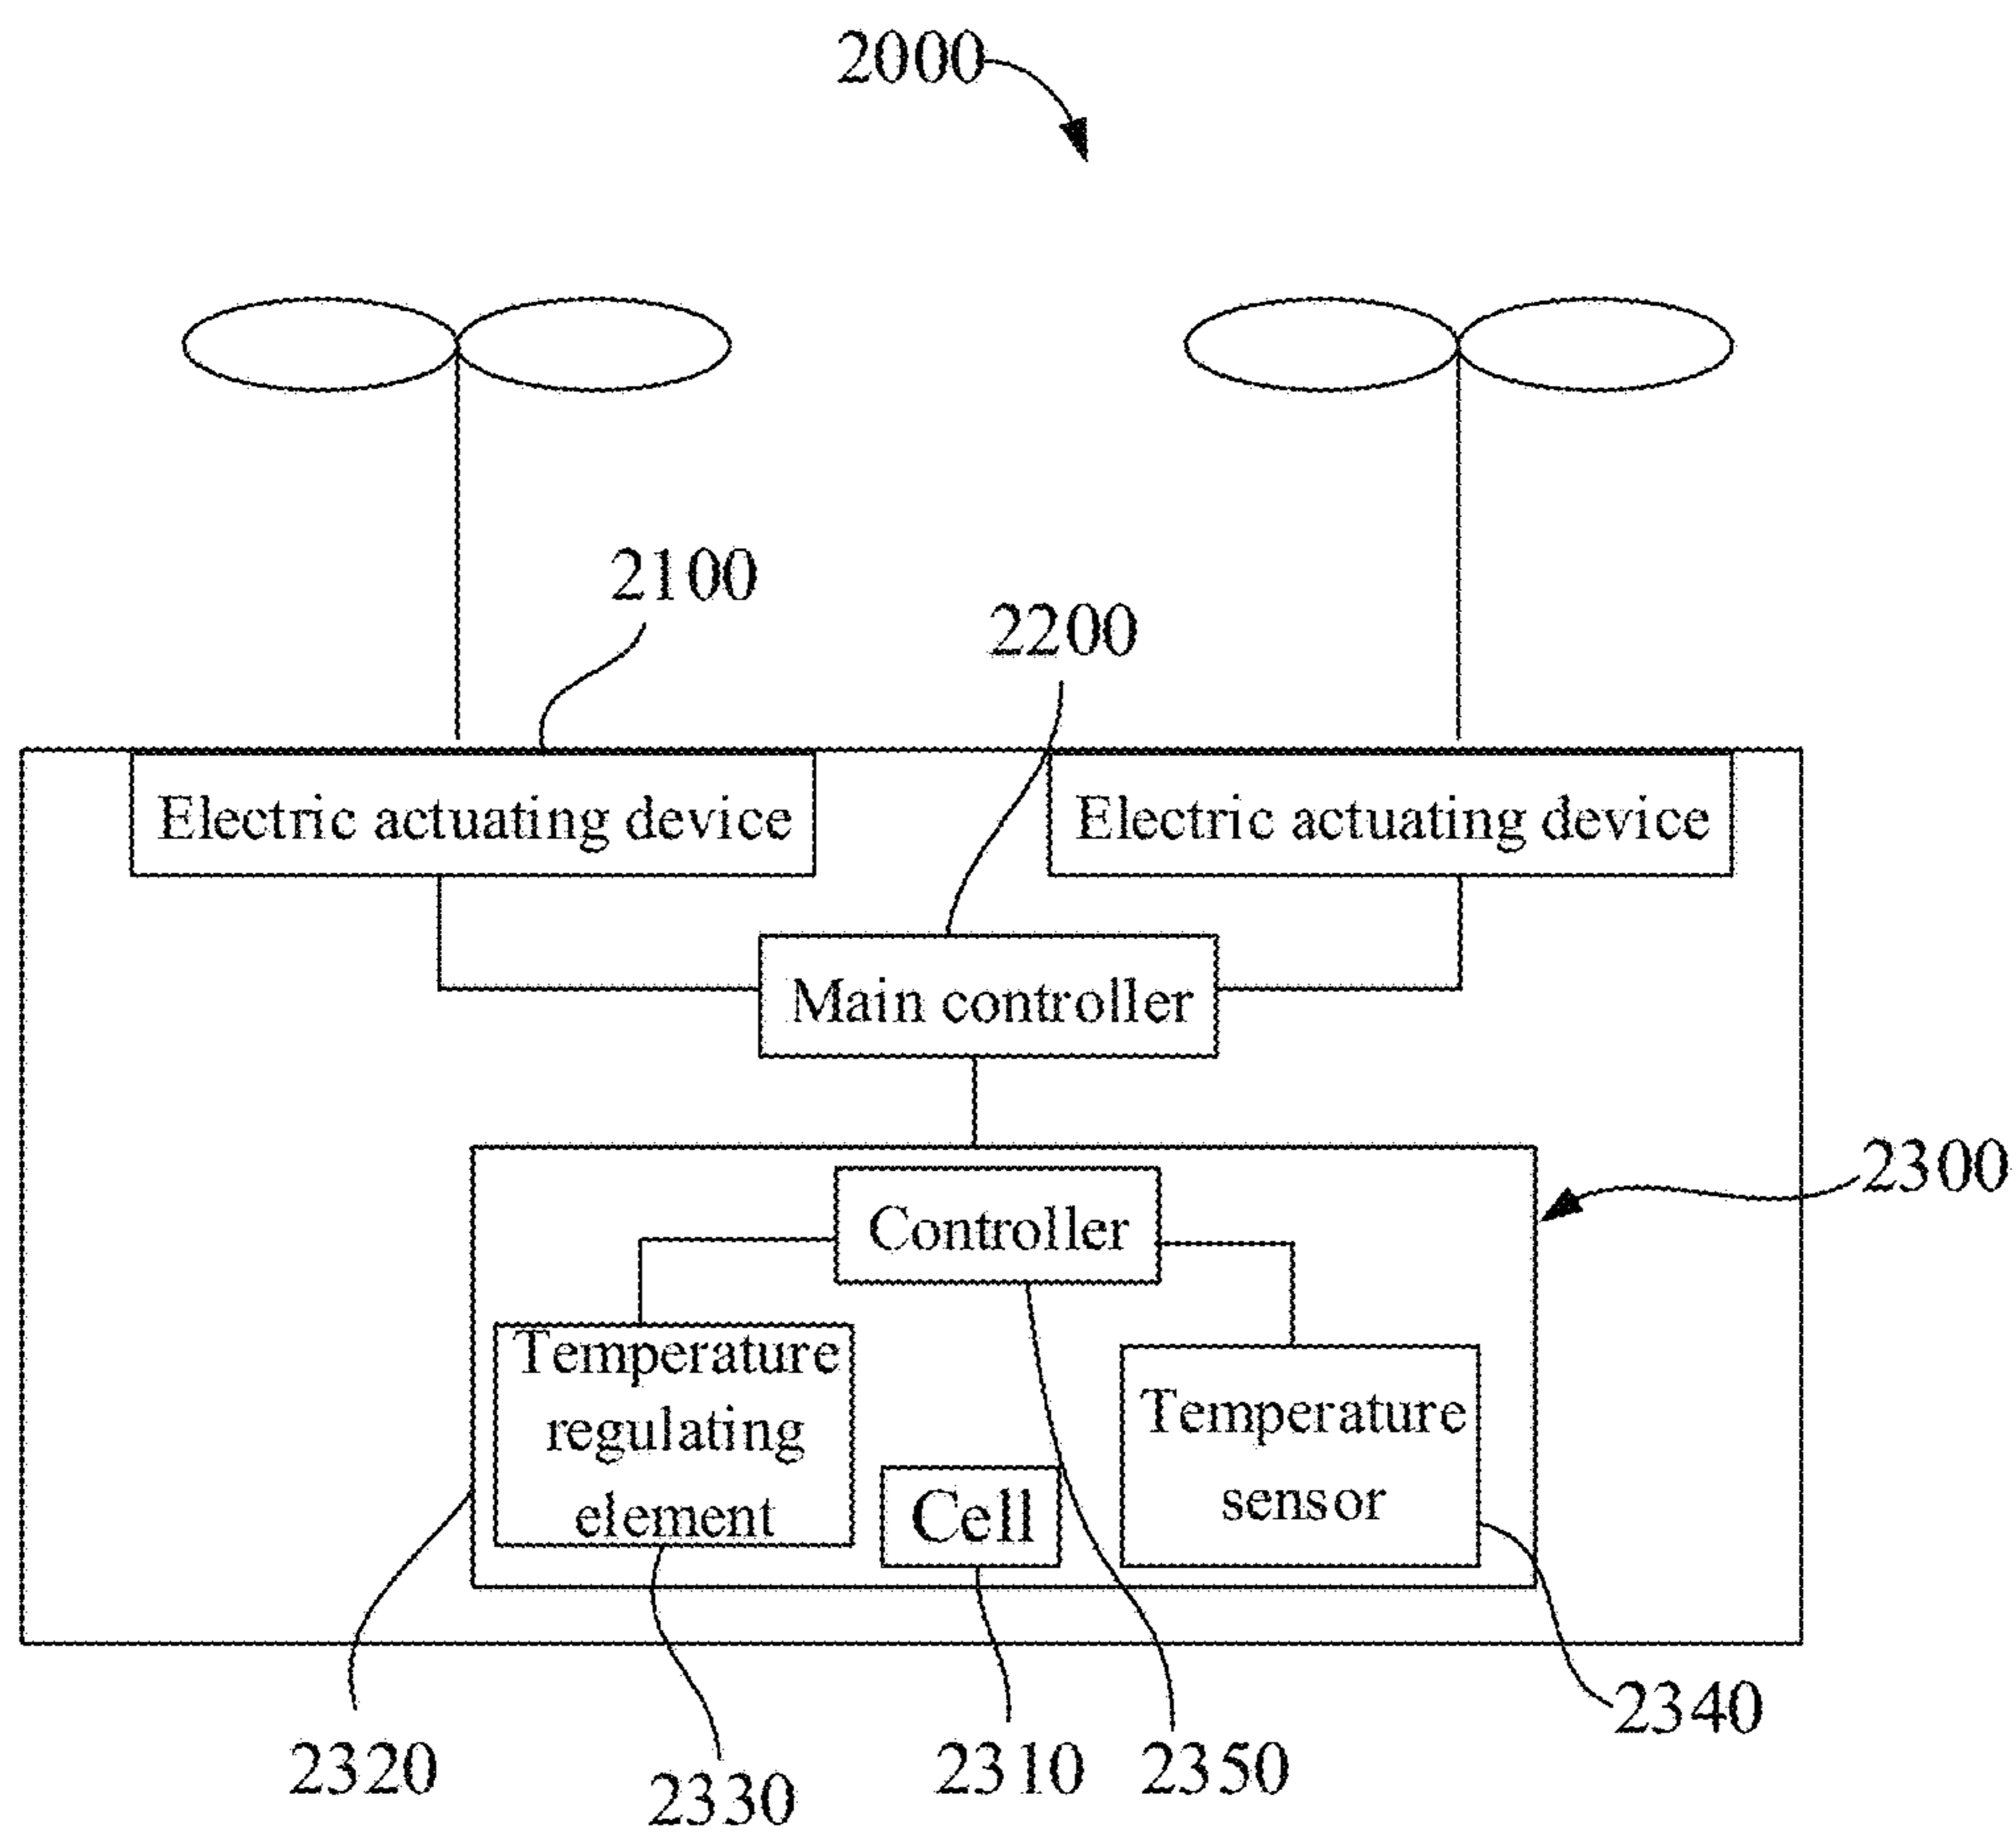 2000
2100
2200
Electric actuating device
Electric actuating device
Main controller
2300
Controller
Temperature
regulating
element
Cell
Temperature
sensor
2340
2320
2330
2310
2350